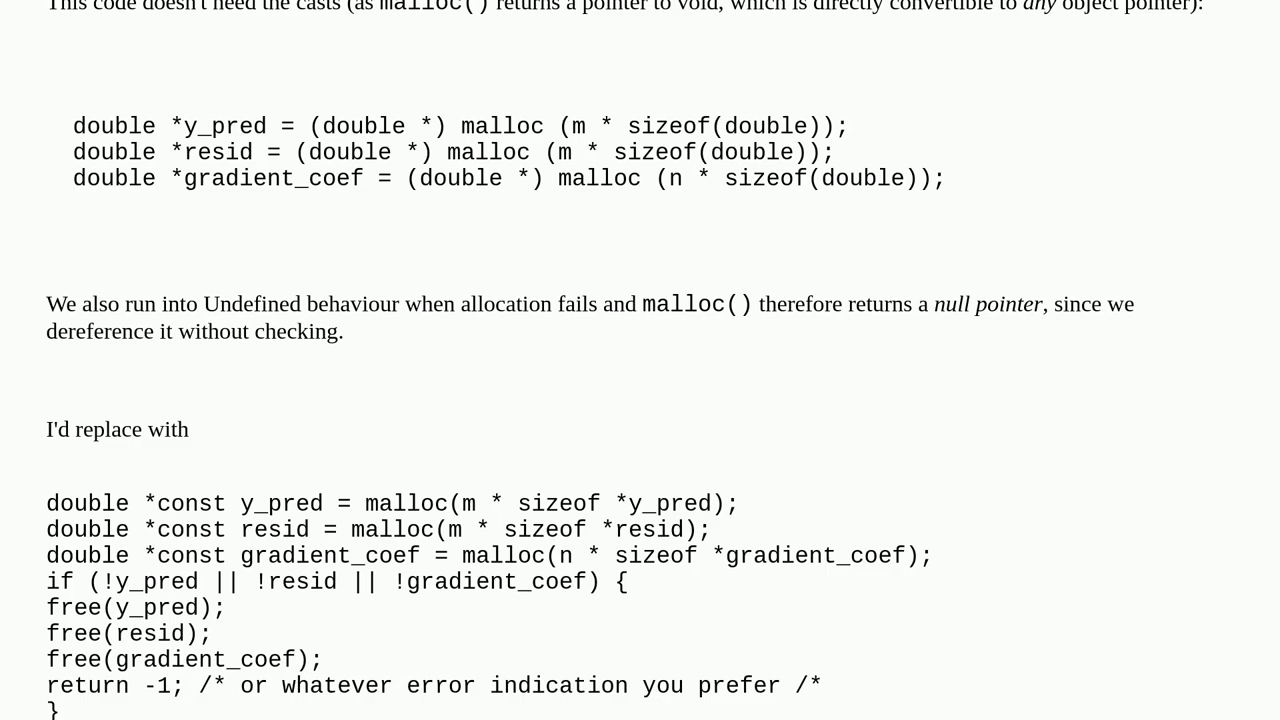 This code doesn't need the casts (as malloc() returns a pointer to void, which is directly convertible to any object pointer):
double *y_pred = (double *) malloc (m * sizeof(double));
double *resid = (double *) malloc (m * sizeof(double));
double *gradient_coef = (double *) malloc (n * sizeof(double));
We also run into Undefined behaviour when allocation fails and malloc() therefore returns a null pointer, since we
dereference it without checking.
I'd replace with
double *const y_pred = malloc(m * sizeof *y_pred);
double *const resid = malloc(m * sizeof *resid);
double *const gradient_coef = malloc(n * sizeof *gradient_coef);
if (!y_pred || !resid || !gradient_coef) {
free(y_pred);
free(resid);
free(gradient_coef);
return -1; /* or whatever error indication you prefer /*
}